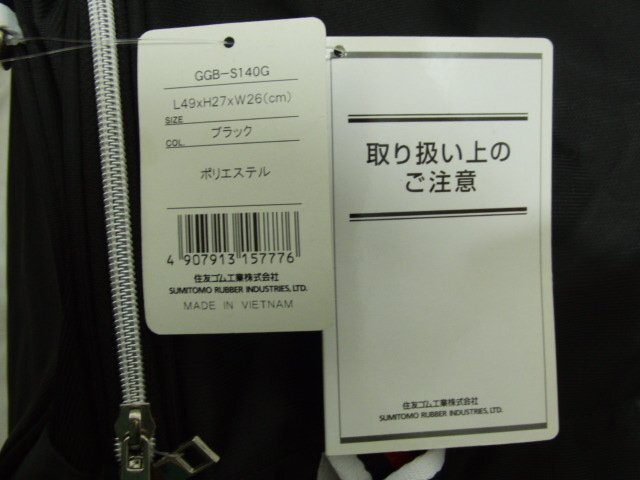 GGB-S140G
L49xH27xW26(cm)
SIZE
ブラック
COL.
ポリエステル
4 907913 157776
住友ゴム工業株式会社
SUMITOMO RUBBER INDUSTRIES, LTD.
MADE IN VIETNAM
取り扱い上の
ご注意
住友ゴム工業株式会社
SUMITOMO RUBBER INDUSTRIES, LTD.